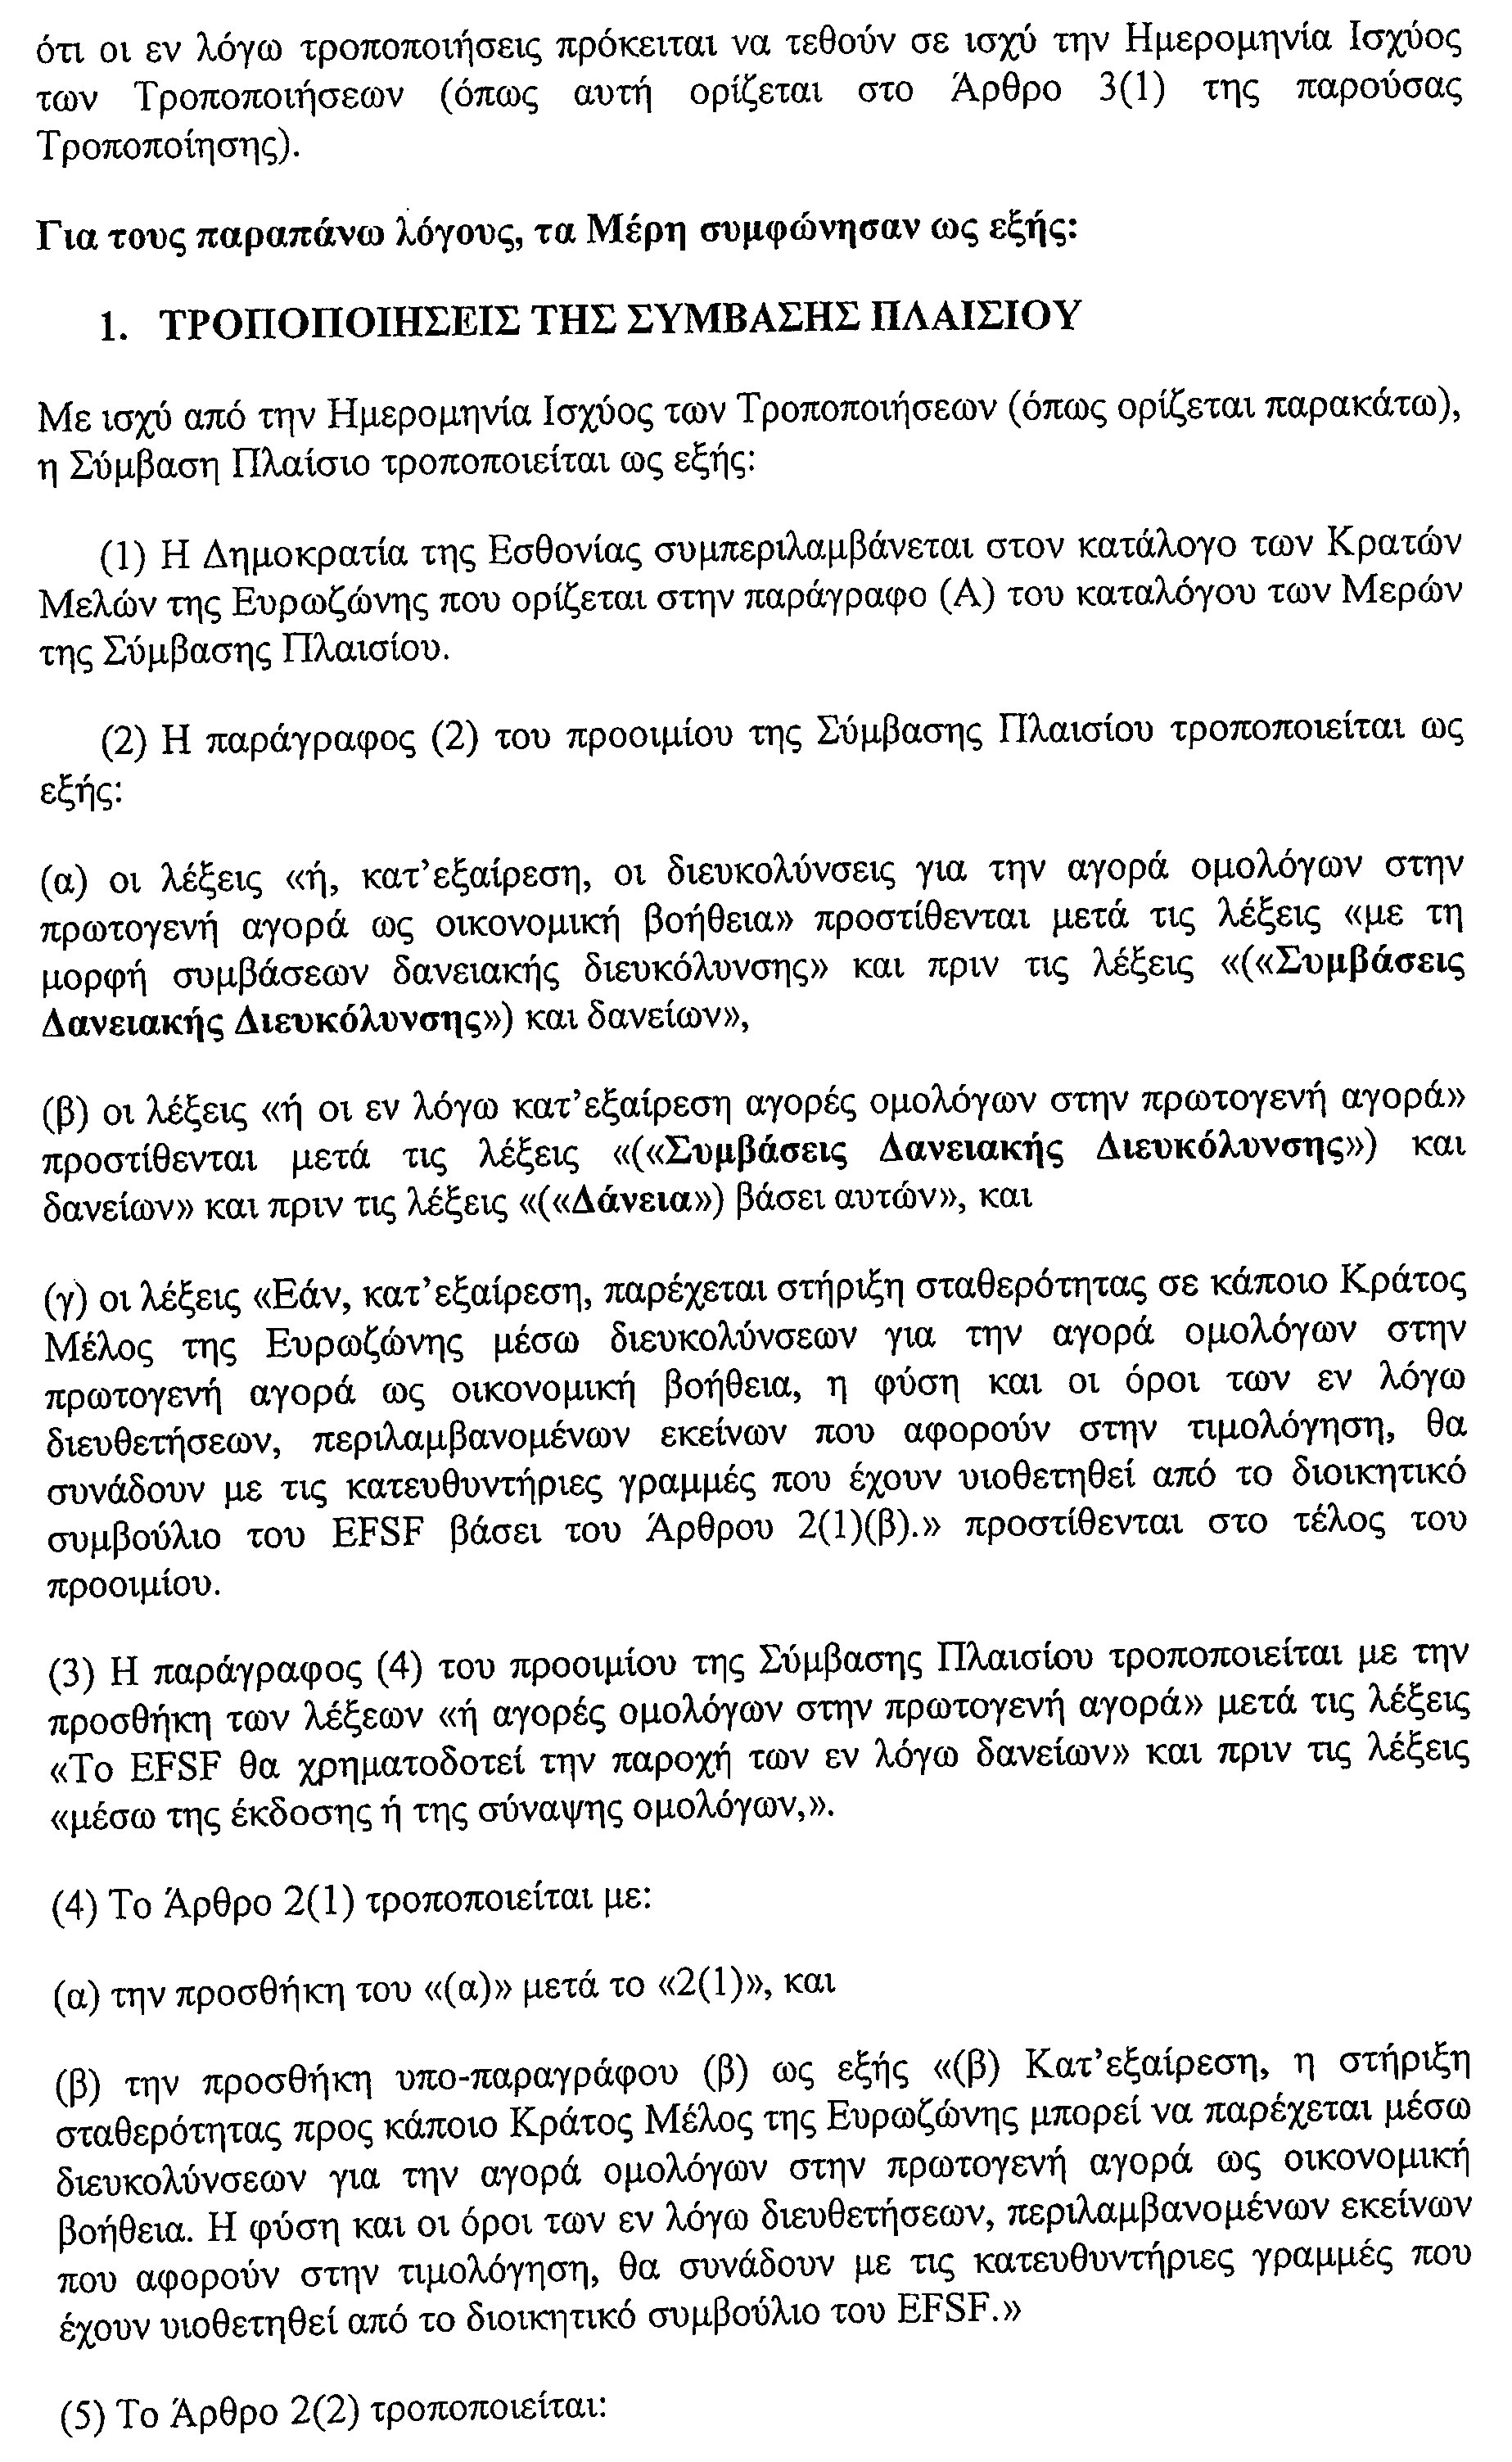 ότι οι εν λόγω τροποποιήσεις πρόκειται να τεθούν σε ισχύ την Ημερομηνία Ισχύος
των Τροποποιήσεων (όπως αυτή ορίζεται στο Άρθρο 3(1) της παρούσας
Τροποποίησης).
Για τους παραπάνω λόγους, τα Μέρη συμφώνησαν ως εξής:
1. ΤΡΟΠΟΠΟΙΗΣΕΙΣ ΤΗΣ ΣΥΜΒΑΣΗΣ ΠΛΑΙΣΙΟΥ
Με ισχύ από την Ημερομηνία Ισχύος των Τροποποιήσεων (όπως ορίζεται παρακάτω),
η Σύμβαση Πλαίσιο τροποποιείται ως εξής:
(1) Η Δημοκρατία της Εσθονίας συμπεριλαμβάνεται στον κατάλογο των Κρατών
Μελών της Ευρωζώνης που ορίζεται στην παράγραφο (Α) του καταλόγου των Μερών
της Σύμβασης Πλαισίου.
(2) Η παράγραφος (2) του προοιμίου της Σύμβασης Πλαισίου τροποποιείται ως
εξής:
(α) οι λέξεις «ή, κατ’εξαίρεση, οι διευκολύνσεις για την αγορά ομολόγων στην
πρωτογενή αγορά ως οικονομική βοήθεια» προστίθενται μετά τις λέξεις «με τη
μορφή συμβάσεων δανειακής διευκόλυνσης» και πριν τις λέξεις «(«Συμβάσεις
Δανειακής Διευκόλυνσης») και δανείων»,
(β) οι λέξεις «ή οι εν λόγω κατ’εξαίρεση αγορές ομολόγων στην πρωτογενή αγορά»
προστίθενται μετά τις λέξεις «(«Συμβάσεις Δανειακής Διευκόλυνσης») και
δανείων» και πριν τις λέξεις «(«Δάνεια») βάσει αυτών», και
(γ) οι λέξεις «Εάν, κατ’εξαίρεση, παρέχεται στήριξη σταθερότητας σε κάποιο Κράτος
Μέλος της Ευρωζώνης μέσω διευκολύνσεων για την αγορά ομολόγων στην
πρωτογενή αγορά ως οικονομική βοήθεια, η φύση και οι όροι των εν λόγω
διευθετήσεων, περιλαμβανομένων εκείνων που αφορούν στην τιμολόγηση, θα
συνάδουν με τις κατευθυντήριες γραμμές που έχουν υιοθετηθεί από το διοικητικό
συμβούλιο του EFSF βάσει του Άρθρου 2(1)(β).» προστίθενται στο τέλος του
προοιμίου.
(3) Η παράγραφος (4) του προοιμίου της Σύμβασης Πλαισίου τροποποιείται με την
προσθήκη των λέξεων «ή αγορές ομολόγων στην πρωτογενή αγορά» μετά τις λέξεις
«Το EFSF θα χρηματοδοτεί την παροχή των εν λόγω δανείων» και πριν τις λέξεις
«μέσω της έκδοσης ή της σύναψης ομολόγων,».
(4) Το Άρθρο 2(1) τροποποιείται με:
(α) την προσθήκη του «(α)» μετά το «2(1)», και
(β) την προσθήκη υπο-παραγράφου (β) ως εξής «(β) Κατ’εξαίρεση, η στήριξη
σταθερότητας προς κάποιο Κράτος Μέλος της Ευρωζώνης μπορεί να παρέχεται μέσω
διευκολύνσεων για την αγορά ομολόγων στην πρωτογενή αγορά ως οικονομική
βοήθεια. Η φύση και οι όροι των εν λόγω διευθετήσεων, περιλαμβανομένων εκείνων
που αφορούν στην τιμολόγηση, θα συνάδουν με τις κατευθυντήριες γραμμές που
έχουν υιοθετηθεί από το διοικητικό συμβούλιο του EFSF.»
(5) Το Άρθρο 2(2) τροποποιείται: